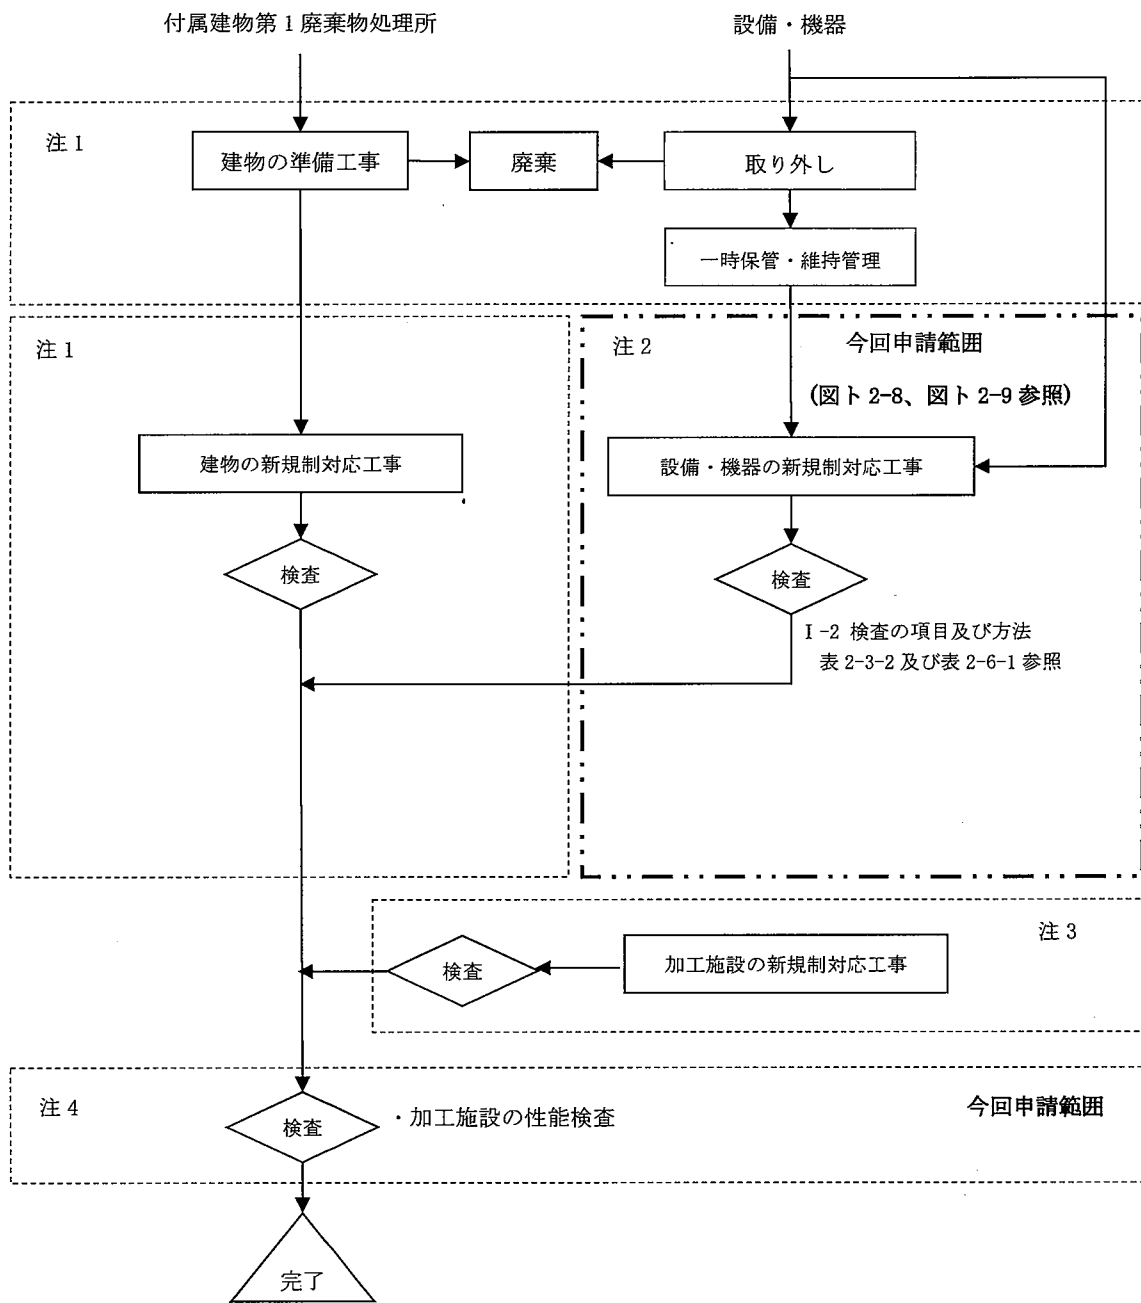 付属建物第1廃棄物処理所
設備・機器
注1
建物の準備工事
廃棄
取り外し
一時保管・維持管理
注1
注2
今回申請範囲
(図ト2-8、図ト2-9参照)
建物の新規制対応工事
設備・機器の新規制対応工事
検査
検査
Ⅰ-2 検査の項目及び方法
表2-3-2及び表2-6-1参照
注3
検査
加工施設の新規制対応工事
注4
検査
・加工施設の性能検査
今回申請範囲
完了